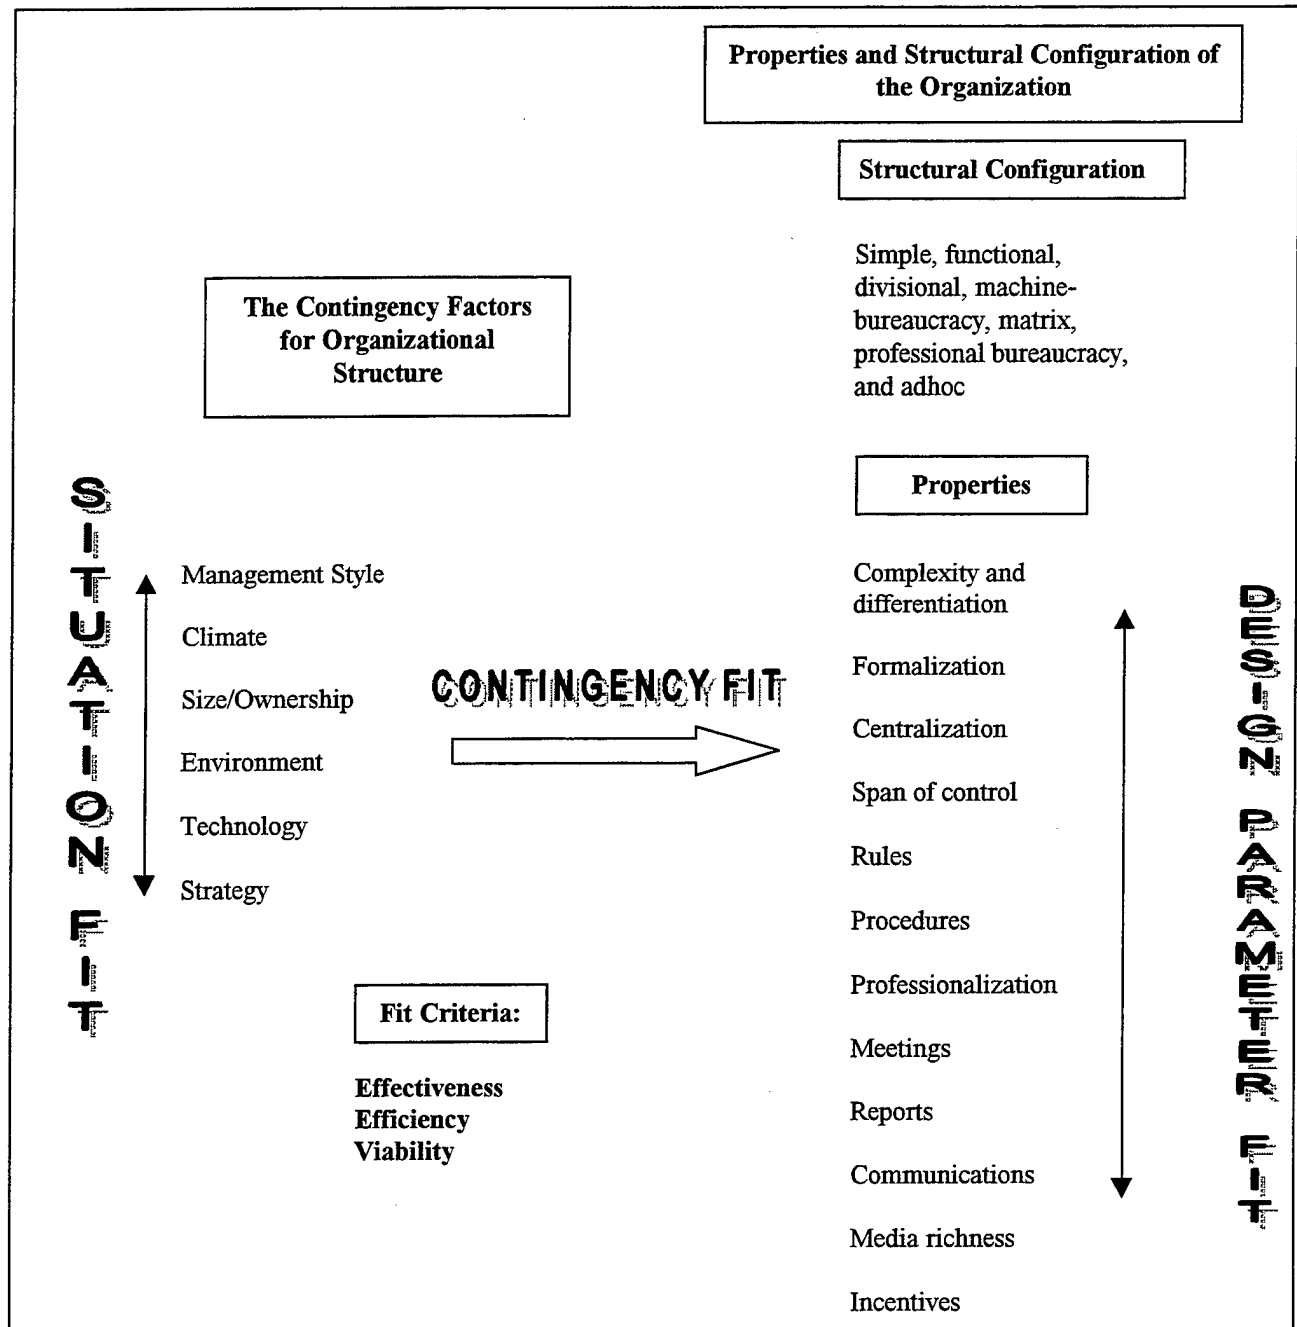 Properties and Structural Configuration of
the Organization
Structural Configuration
Simple, functional,
divisional, machine-
bureaucracy, matrix,
professional bureaucracy,
and adhoc
The Contingency Factors
for Organizational
Structure
SITUATION FIT
Management Style
Climate
Size/Ownership
Environment
Technology
Strategy
CONTINGENCY FIT
Fit Criteria:
Effectiveness
Efficiency
Viability
Properties
Complexity and
differentiation
Formalization
Centralization
Span of control
Rules
Procedures
Professionalization
Meetings
Reports
Communications
Media richness
Incentives
DESIGN PARAMETER FIT